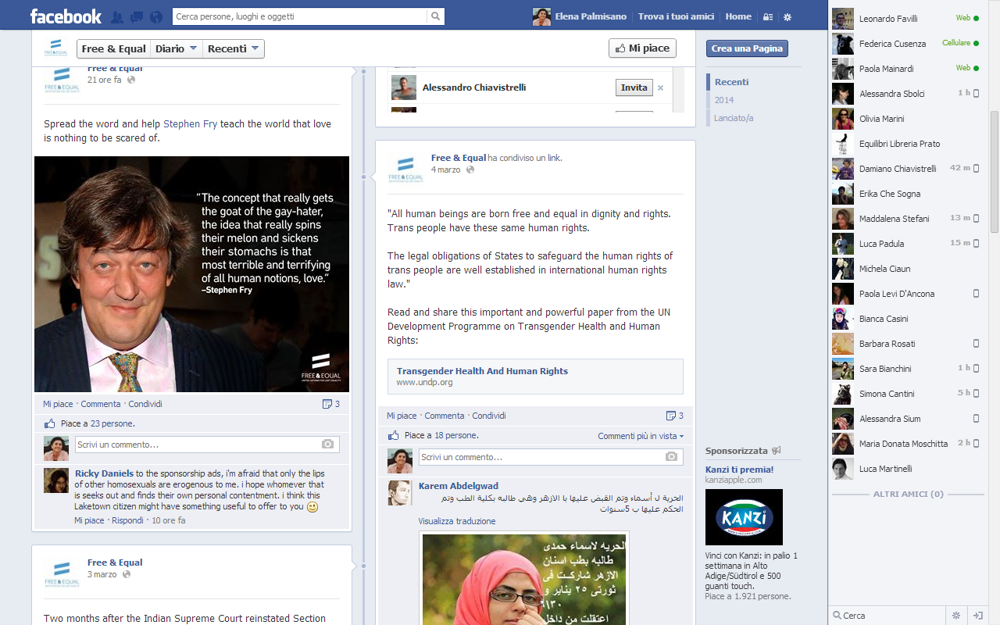 facebook
Cerca persone, luoghi e oggetti
Elena Palmisano
Trova i tuoi amici
Home
Free & Equal
Diario
Recenti
Mi piace
Crea una Pagina
Recenti
2014
Lanciato/a
Free & Equal
21 ore fa
Spread the word and help Stephen Fry teach the world that love
is nothing to be scared of.
“The concept that really gets
the goat of the gay-hater,
the idea that really spins
their melon and sickens
their stomachs is that
most terrible and terrifying
of all human notions, love.”
–Stephen Fry
FREE & EQUAL
Mi piace · Commenta · Condividi
3
Piace a 23 persone.
Scrivi un commento...
Ricky Daniels to the sponsorship ads, i'm afraid that only the lips
of other homosexuals are erogenous to me. i hope whomever that
is seeks out and finds their own personal contentment. i think this
Laketown citizen might have something useful to offer to you
Mi piace · Rispondi · 10 ore fa
FREE & EQUAL
Free & Equal
3 marzo
Two months after the Indian Supreme Court reinstated Section
Alessandro Chiavistrelli
Invita
FREE & EQUAL
Free & Equal ha condiviso un link.
4 marzo
"All human beings are born free and equal in dignity and rights.
Trans people have these same human rights.
The legal obligations of States to safeguard the human rights of
trans people are well established in international human rights
law."
Read and share this important and powerful paper from the UN
Development Programme on Transgender Health and Human
Rights:
Transgender Health And Human Rights
www.undp.org
Mi piace · Commenta · Condividi
3
Piace a 18 persone.
Commenti più in vista
Scrivi un commento...
Karem Abdelgwad
الحرية ل أسماء وتم القبض عليها با الازهر وهي طالبه بكلية الطب وتم
الحكم عليها ب 5سنوات
Visualizza traduzione
الحريه لاسماء حمدى
طالبه بطب اسنان
الازهر شاركت فى
ثورتى ٢٥ يناير و
٦/٣٠
اعتقلت من داخل
Sponsorizzata
Kanzi ti premia!
kanziapple.com
KANZI
Vinci con Kanzi: in palio 1
settimana in Alto
Adige/Südtirol e 500
guanti touch.
Piace a 1.921 persone.
Leonardo Favilli
Web
Federica Cusenza
Cellulare
Paola Mainardi
Web
Alessandra Sbolci
1 h
Olivia Marini
Equilibri Libreria Prato
Damiano Chiavistrelli
42 m
Erika Che Sogna
Maddalena Stefani
13 m
Luca Padula
15 m
Michela Ciaun
Paola Levi D'Ancona
Bianca Casini
Barbara Rosati
Sara Bianchini
1 h
Simona Cantini
5 h
Alessandra Sium
Maria Donata Moschitta
2 h
Luca Martinelli
ALTRI AMICI (0)
Cerca